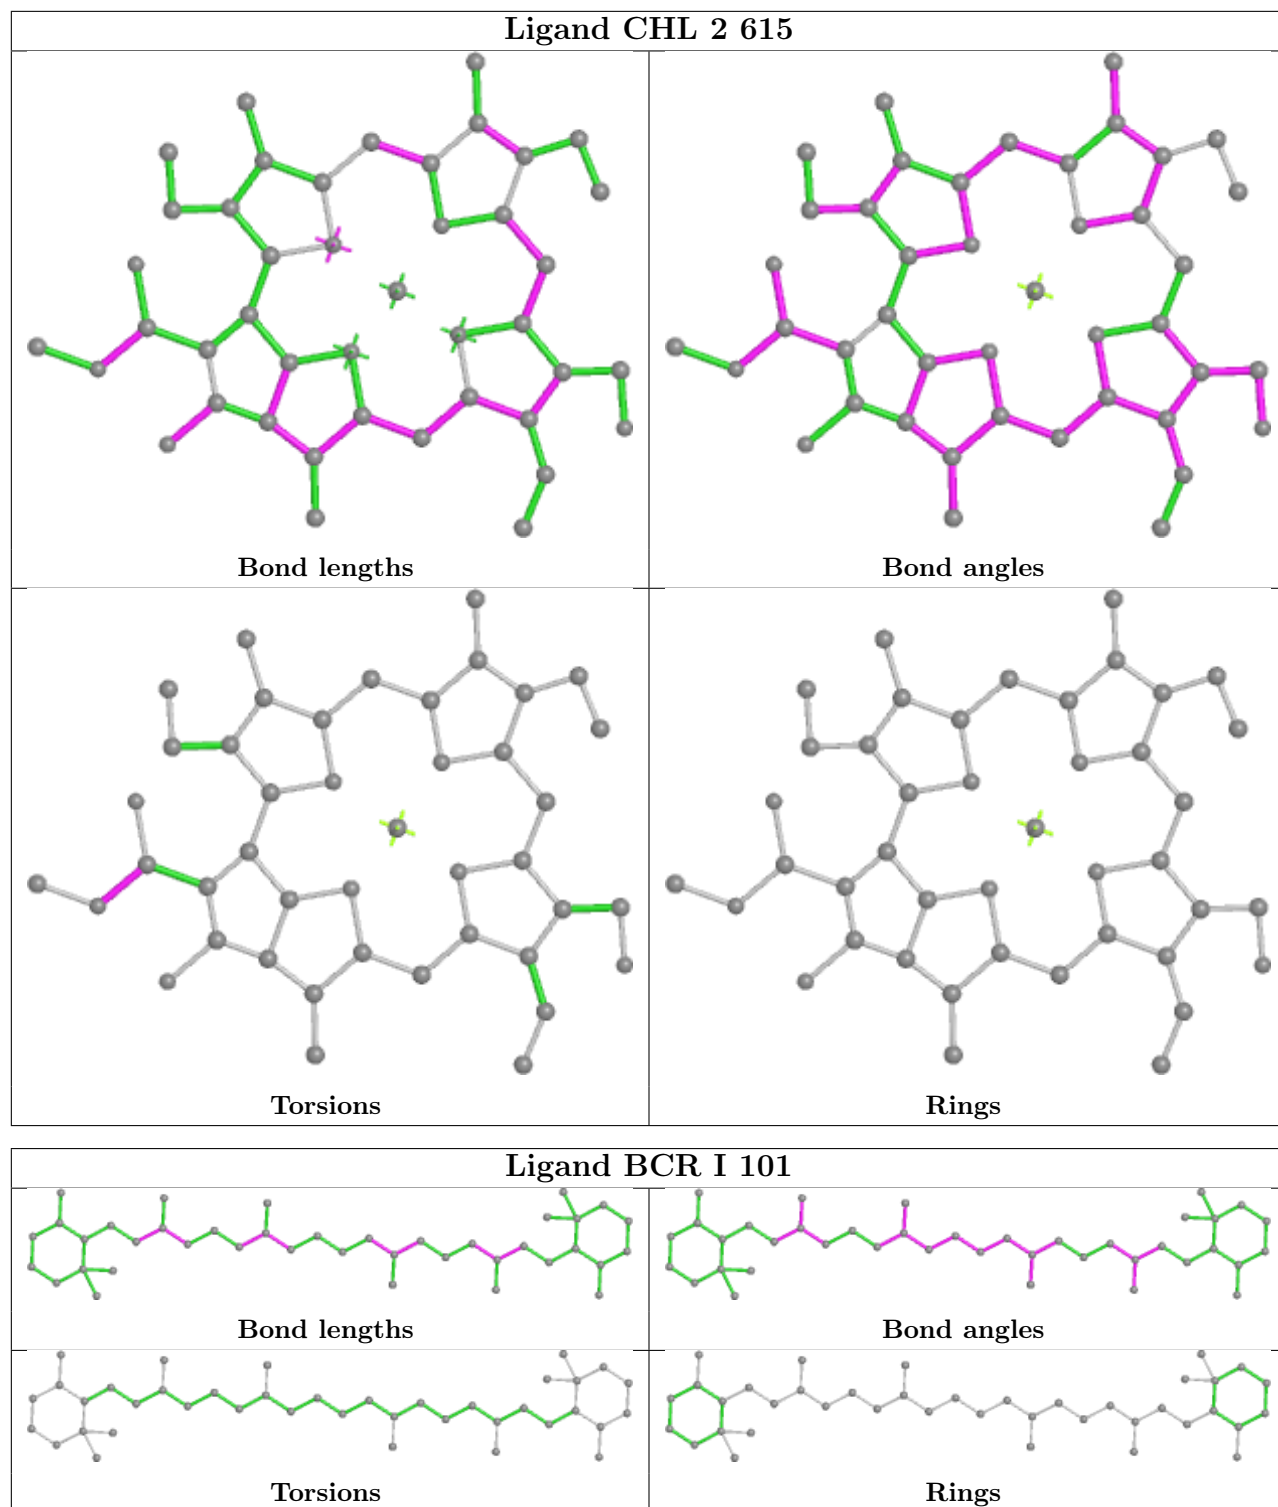 Ligand CHL 2 615
Bond lengths
Bond angles
Torsions
Rings
Ligand BCR I 101
Bond lengths
Bond angles
Torsions
Rings